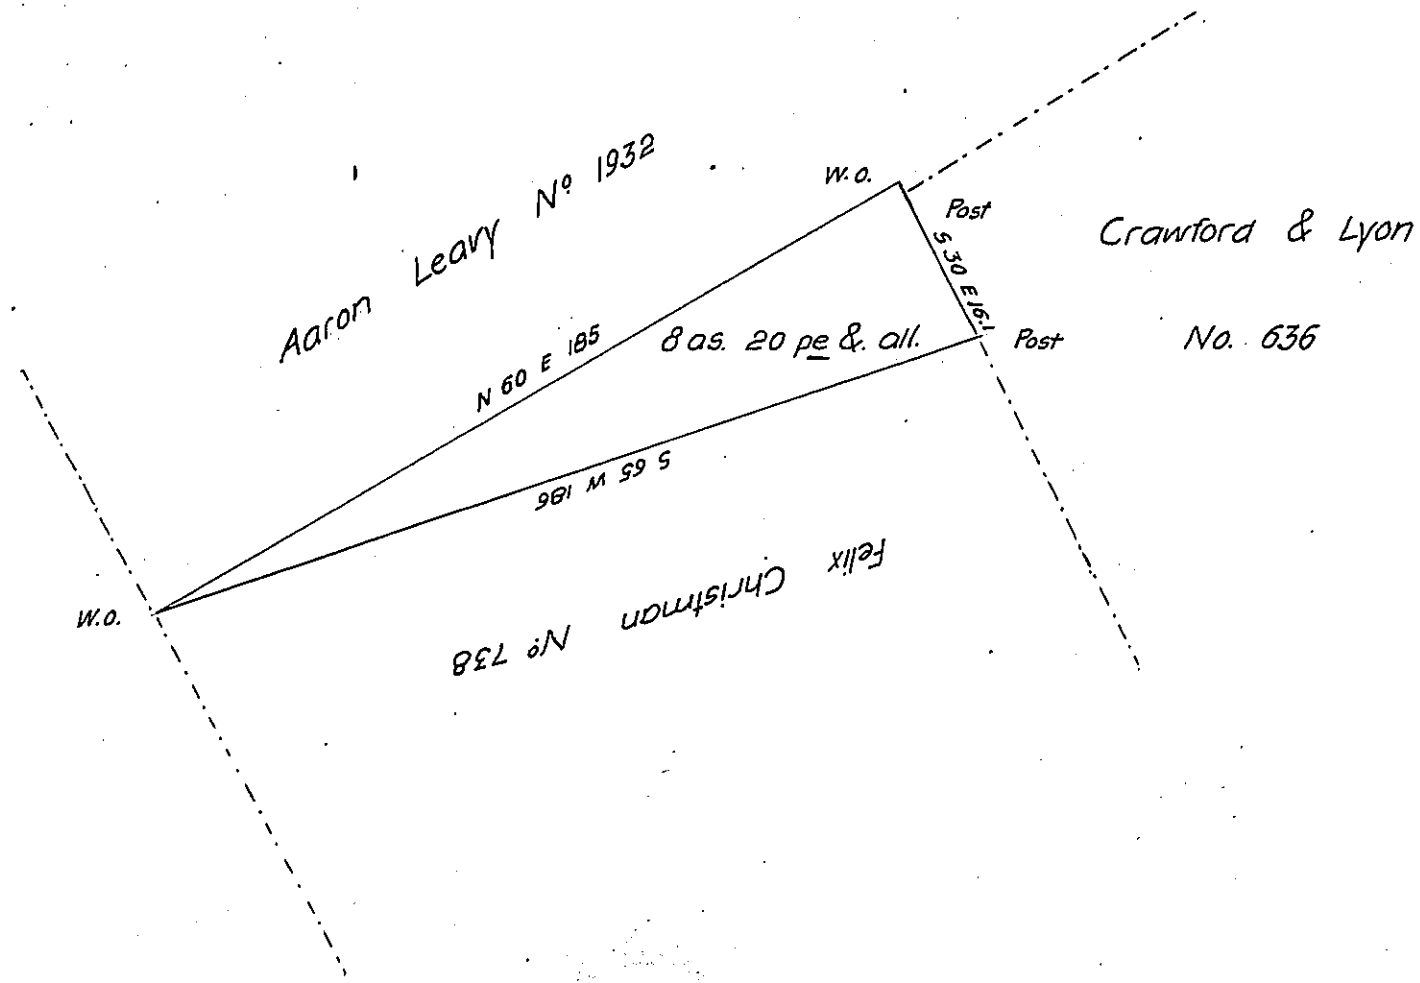 Aaron Leavy Nº 1932
W.O.
Post
Crawford & Lyon
No. 636
S 30 E 16.1
Post
8 as. 20 pe & all.
N 60 E 185
S 65 W 186
W.O.
Felix Christman Nº 738